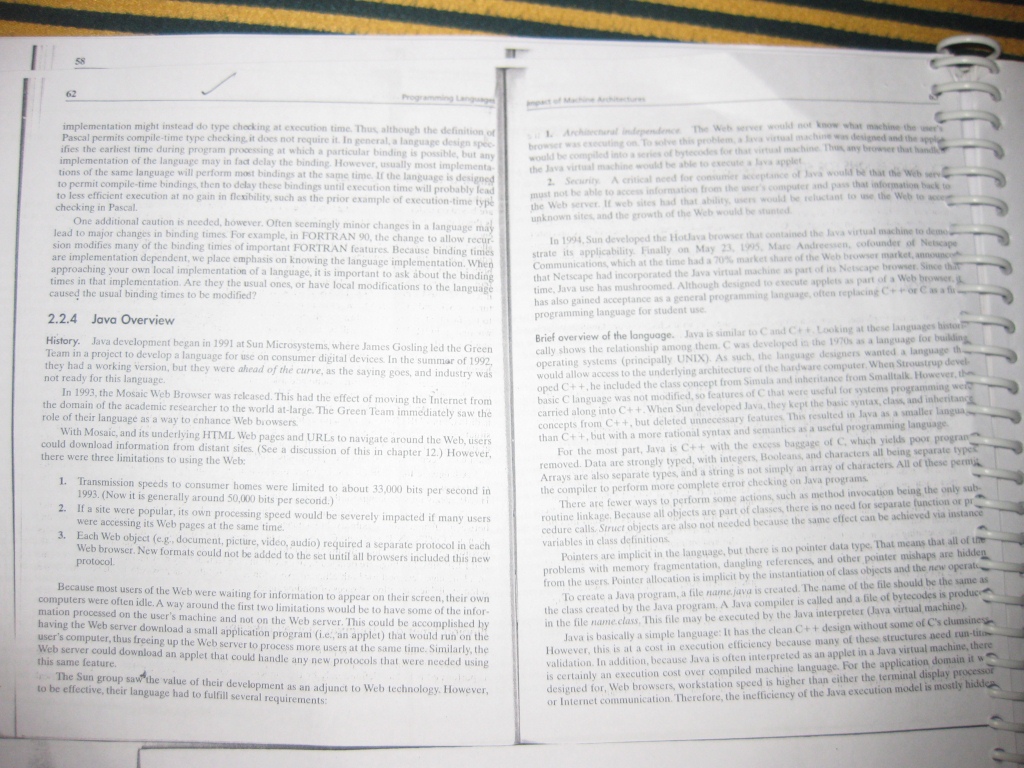 58
62
Programming Languages
implementation might instead do type checking at execution time. Thus, although the definition of
Pascal permits compile-time type checking, it does not require it. In general, a language design spec-
ifies the earliest time during program processing at which a particular binding is possible, but any
implementation of the language may in fact delay the binding. However, usually most implementa-
tions of the same language will perform most bindings at the same time. If the language is designed
to permit compile-time bindings, then to delay these bindings until execution time will probably lead
to less efficient execution at no gain in flexibility, such as the prior example of execution-time type
checking in Pascal.
One additional caution is needed, however. Often seemingly minor changes in a language may
lead to major changes in binding times. For example, in FORTRAN 90, the change to allow recur-
sion modifies many of the binding times of important FORTRAN features. Because binding times
are implementation dependent, we place emphasis on knowing the language implementation. When
approaching your own local implementation of a language, it is important to ask about the binding
times in that implementation. Are they the usual ones, or have local modifications to the language
caused the usual binding times to be modified?
2.2.4 Java Overview
History. Java development began in 1991 at Sun Microsystems, where James Gosling led the Green
Team in a project to develop a language for use on consumer digital devices. In the summer of 1992,
they had a working version, but they were ahead of the curve, as the saying goes, and industry was
not ready for this language.
In 1993, the Mosaic Web Browser was released. This had the effect of moving the Internet from
the domain of the academic researcher to the world at-large. The Green Team immediately saw the
role of their language as a way to enhance Web browsers.
With Mosaic, and its underlying HTML Web pages and URLs to navigate around the Web, users
could download information from distant sites. (See a discussion of this in chapter 12.) However,
there were three limitations to using the Web:
1. Transmission speeds to consumer homes were limited to about 33,000 bits per second in
1993. (Now it is generally around 50,000 bits per second.)
2. If a site were popular, its own processing speed would be severely impacted if many users
were accessing its Web pages at the same time.
3. Each Web object (e.g., document, picture, video, audio) required a separate protocol in each
Web browser. New formats could not be added to the set until all browsers included this new
protocol.
Because most users of the Web were waiting for information to appear on their screen, their own
computers were often idle. A way around the first two limitations would be to have some of the infor-
mation processed on the user's machine and not on the Web server. This could be accomplished by
having the Web server download a small application program (i.e., an applet) that would run on the
user's computer, thus freeing up the Web server to process more users at the same time. Similarly, the
Web server could download an applet that could handle any new protocols that were needed using
this same feature.
The Sun group saw the value of their development as an adjunct to Web technology. However,
to be effective, their language had to fulfill several requirements:
Impact of Machine Architectures
1. Architectural independence. The Web server would not know what machine the user's
browser was executing on. To solve this problem, a Java virtual machine was designed and the applet
would be compiled into a series of bytecodes for that virtual machine. Thus, any browser that handled
the Java virtual machine would be able to execute a Java applet.
2. Security. A critical need for consumer acceptance of Java would be that the Web server
must not be able to access information from the user's computer and pass that information back to
the Web server. If web sites had that ability, users would be reluctant to use the Web to access
unknown sites, and the growth of the Web would be stunted.
In 1994, Sun developed the HotJava browser that contained the Java virtual machine to demon-
strate its applicability. Finally on May 23, 1995, Marc Andreessen, cofounder of Netscape
Communications, which at the time had a 70% market share of the Web browser market, announced
that Netscape had incorporated the Java virtual machine as part of its Netscape browser. Since that
time, Java use has mushroomed. Although designed to execute applets as part of a Web browser, it
has also gained acceptance as a general programming language, often replacing C++ or C as a
programming language for student use.
Brief overview of the language. Java is similar to C and C++. Looking at these languages histori-
cally shows the relationship among them. C was developed in the 1970s as a language for building
operating systems (principally UNIX). As such, the language designers wanted a language that
would allow access to the underlying architecture of the hardware computer. When Stroustrup devel-
oped C++, he included the class concept from Simula and inheritance from Smalltalk. However, the
basic C language was not modified, so features of C that were useful for systems programming were
carried along into C++. When Sun developed Java, they kept the basic syntax, class, and inheritance
concepts from C++, but deleted unnecessary features. This resulted in Java as a smaller language
than C++, but with a more rational syntax and semantics as a useful programming language.
For the most part, Java is C++ with the excess baggage of C, which yields poor programs
removed. Data are strongly typed, with integers, Booleans, and characters all being separate types.
Arrays are also separate types, and a string is not simply an array of characters. All of these permit
the compiler to perform more complete error checking on Java programs.
There are fewer ways to perform some actions, such as method invocation being the only sub-
routine linkage. Because all objects are part of classes, there is no need for separate function or pro-
cedure calls. Struct objects are also not needed because the same effect can be achieved via instance
variables in class definitions.
Pointers are implicit in the language, but there is no pointer data type. That means that all of the
problems with memory fragmentation, dangling references, and other pointer mishaps are hidden
from the users. Pointer allocation is implicit by the instantiation of class objects and the new operator.
To create a Java program, a file name.java is created. The name of the file should be the same as
the class created by the Java program. A Java compiler is called and a file of bytecodes is produced
in the file name.class. This file may be executed by the Java interpreter (Java virtual machine).
Java is basically a simple language: It has the clean C++ design without some of C's clumsiness.
However, this is at a cost in execution efficiency because many of these structures need run-time
validation. In addition, because Java is often interpreted as an applet in a Java virtual machine, there
is certainly an execution cost over compiled machine language. For the application domain it was
designed for, Web browsers, workstation speed is higher than either the terminal display processor
or Internet communication. Therefore, the inefficiency of the Java execution model is mostly hidden